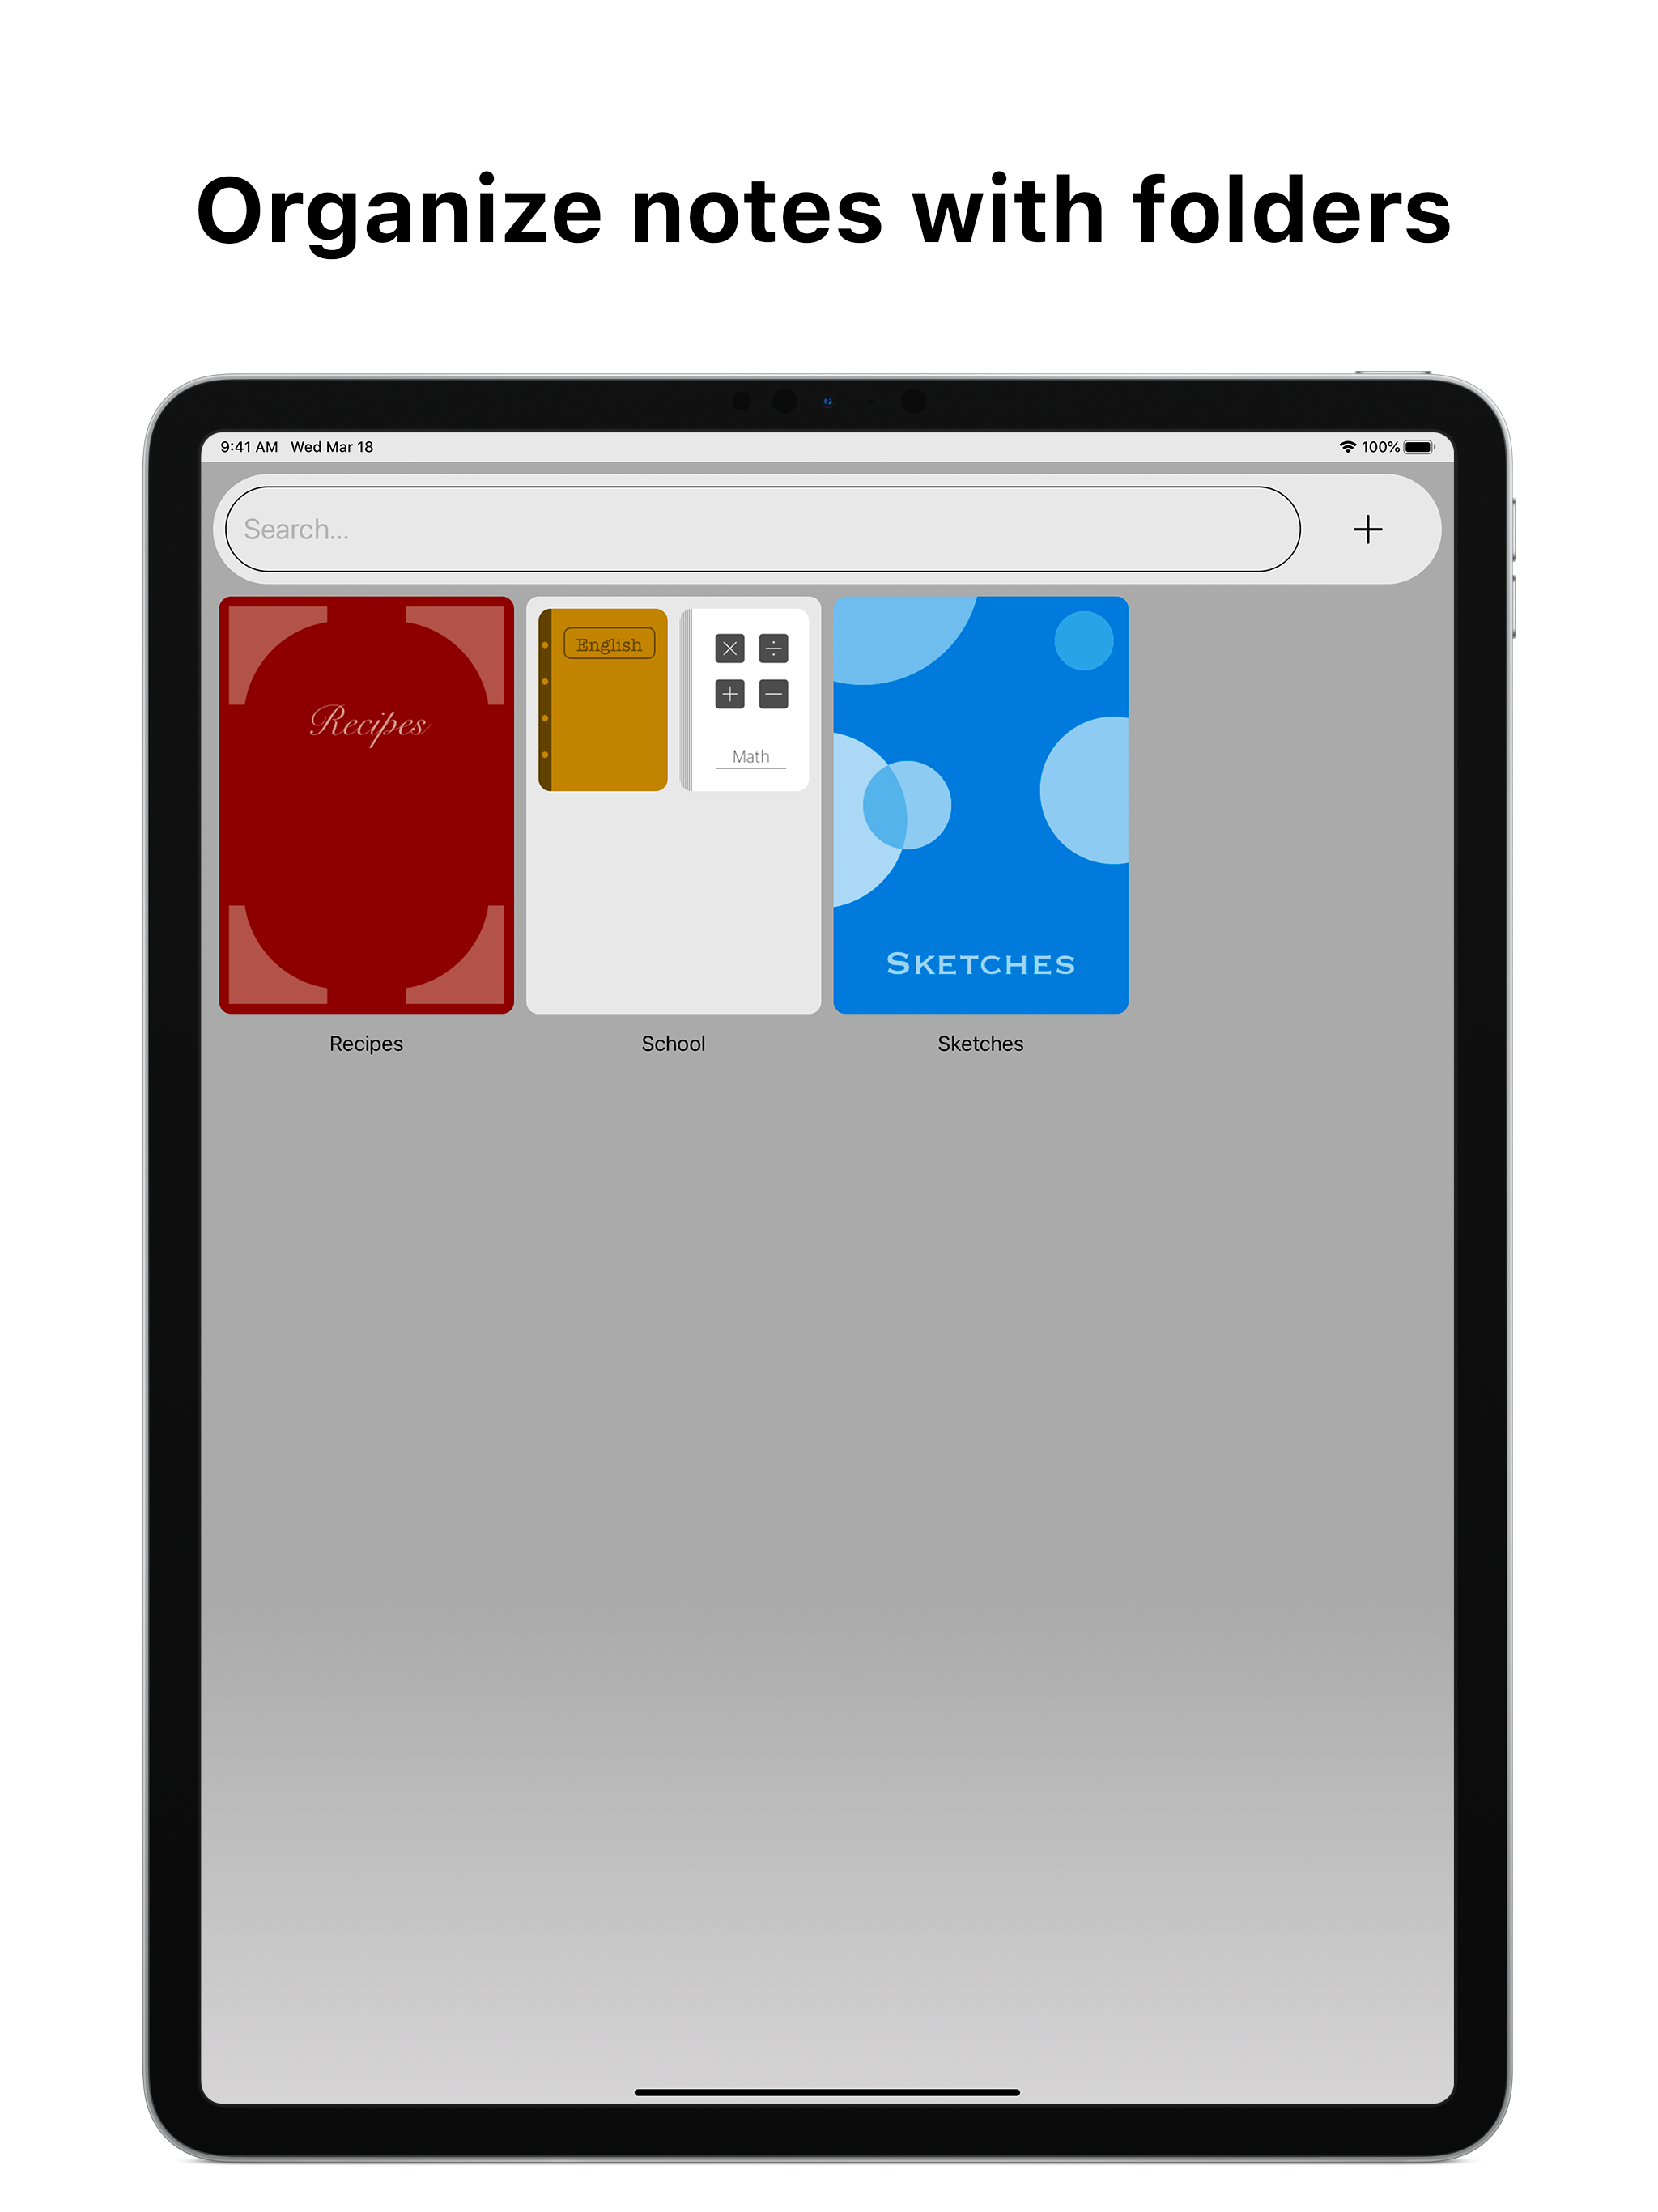 Organize notes with folders
9:41 AM Wed Mar 18 100%
Search...
Recipes
English
Math
SKETCHES
Recipes School Sketches